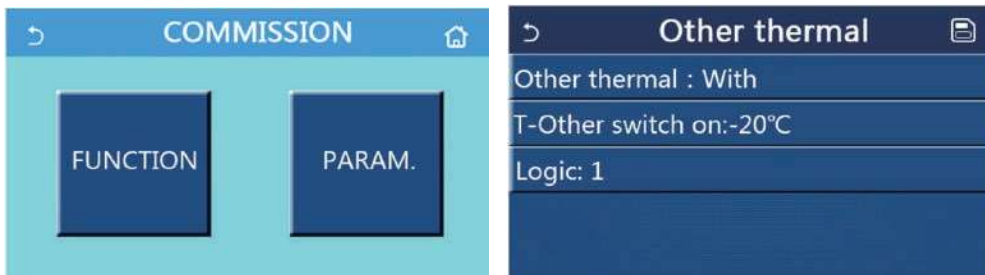 COMMISSION
FUNCTION
PARAM.
Other thermal
Other thermal : With
T-Other switch on:-20℃
Logic: 1